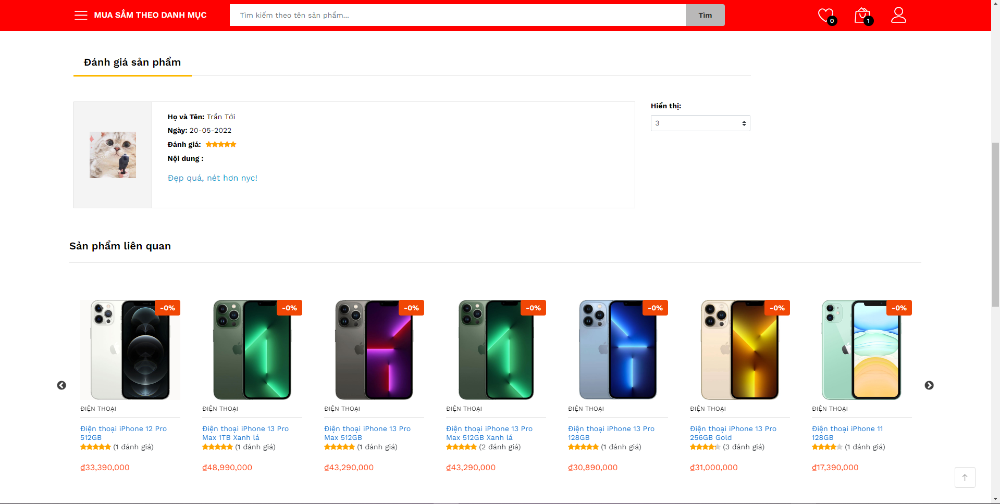 MUA SẮM THEO DANH MỤC
Tìm kiếm theo tên sản phẩm...
Tìm
0
1
Đánh giá sản phẩm
Họ và Tên: Trần Tới
Ngày: 20-05-2022
Đánh giá:
Nội dung :
Đẹp quá, nét hơn nyc!
Hiển thị:
3
Sản phẩm liên quan
-0%
-0%
-0%
-0%
-0%
-0%
-0%
ĐIỆN THOẠI
Điện thoại iPhone 12 Pro
512GB
(1 đánh giá)
₫33,390,000
ĐIỆN THOẠI
Điện thoại iPhone 13 Pro
Max 1TB Xanh lá
(1 đánh giá)
₫48,990,000
ĐIỆN THOẠI
Điện thoại iPhone 13 Pro
Max 512GB
(1 đánh giá)
₫43,290,000
ĐIỆN THOẠI
Điện thoại iPhone 13 Pro
Max 512GB Xanh lá
(2 đánh giá)
₫43,290,000
ĐIỆN THOẠI
Điện thoại iPhone 13 Pro
128GB
(1 đánh giá)
₫30,890,000
ĐIỆN THOẠI
Điện thoại iPhone 13 Pro
256GB Gold
(3 đánh giá)
₫31,000,000
ĐIỆN THOẠI
Điện thoại iPhone 11
128GB
(1 đánh giá)
₫17,390,000